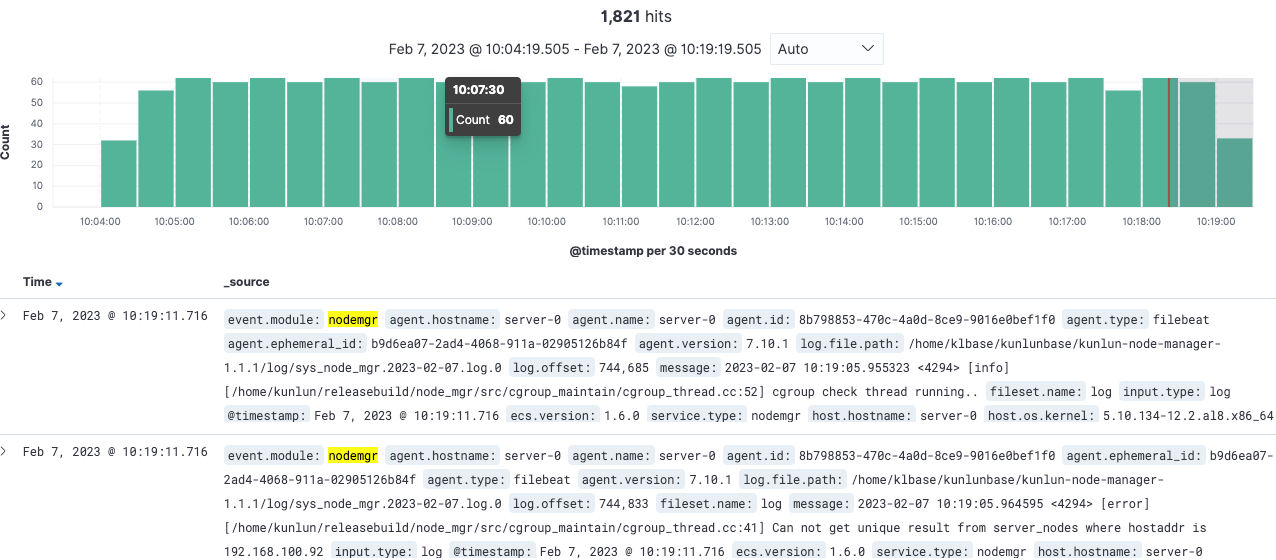 1,821 hits
Feb 7, 2023 @ 10:04:19.505 - Feb 7, 2023 @ 10:19:19.505 Auto
Count
60
50
40
30
20
10
0
10:07:30
Count 60
10:04:00 10:05:00 10:06:00 10:07:00 10:08:00 10:09:00 10:10:00 10:11:00 10:12:00 10:13:00 10:14:00 10:15:00 10:16:00 10:17:00 10:18:00 10:19:00
@timestamp per 30 seconds
Time _source
Feb 7, 2023 @ 10:19:11.716 event.module: nodemgr agent.hostname: server-0 agent.name: server-0 agent.id: 8b798853-470c-4a0d-8ce9-9016e0bef1f0 agent.type: filebeat
agent.ephemeral_id: b9d6ea07-2ad4-4068-911a-02905126b84f agent.version: 7.10.1 log.file.path: /home/klbase/kunlunbase/kunlun-node-manager-
1.1.1/log/sys_node_mgr.2023-02-07.log.0 log.offset: 744,685 message: 2023-02-07 10:19:05.955323 <4294> [info]
[/home/kunlun/releasebuild/node_mgr/src/cgroup_maintain/cgroup_thread.cc:52] cgroup check thread running.. fileset.name: log input.type: log
@timestamp: Feb 7, 2023 @ 10:19:11.716 ecs.version: 1.6.0 service.type: nodemgr host.hostname: server-0 host.os.kernel: 5.10.134-12.2.al8.x86_64
Feb 7, 2023 @ 10:19:11.716 event.module: nodemgr agent.hostname: server-0 agent.name: server-0 agent.id: 8b798853-470c-4a0d-8ce9-9016e0bef1f0 agent.ephemeral_id: b9d6ea07-
2ad4-4068-911a-02905126b84f agent.type: filebeat agent.version: 7.10.1 log.file.path: /home/klbase/kunlunbase/kunlun-node-manager-
1.1.1/log/sys_node_mgr.2023-02-07.log.0 log.offset: 744,833 fileset.name: log message: 2023-02-07 10:19:05.964595 <4294> [error]
[/home/kunlun/releasebuild/node_mgr/src/cgroup_maintain/cgroup_thread.cc:41] Can not get unique result from server_nodes where hostaddr is
192.168.100.92 input.type: log @timestamp: Feb 7, 2023 @ 10:19:11.716 ecs.version: 1.6.0 service.type: nodemgr host.hostname: server-0